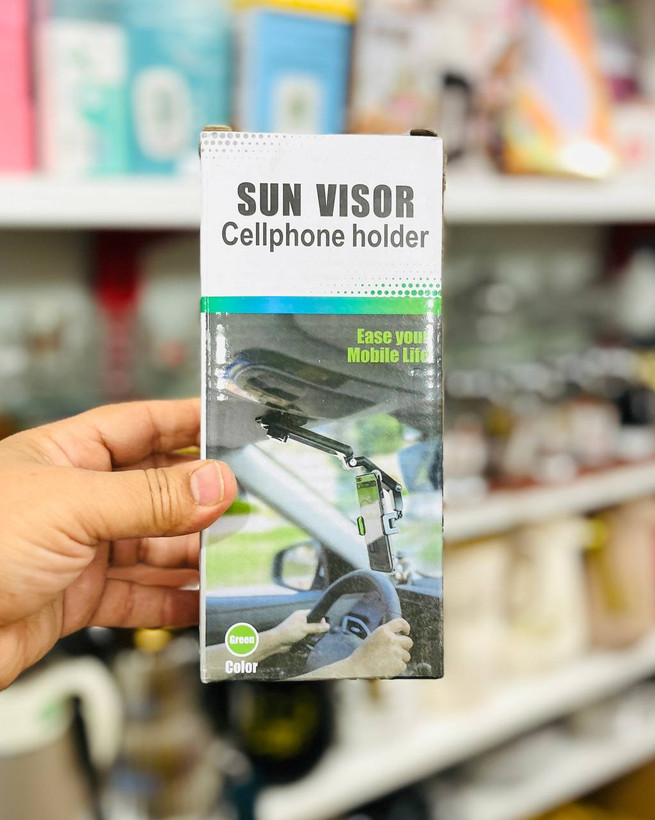 SUN VISOR
Cellphone holder
Ease your
Mobile Life
Green
Color